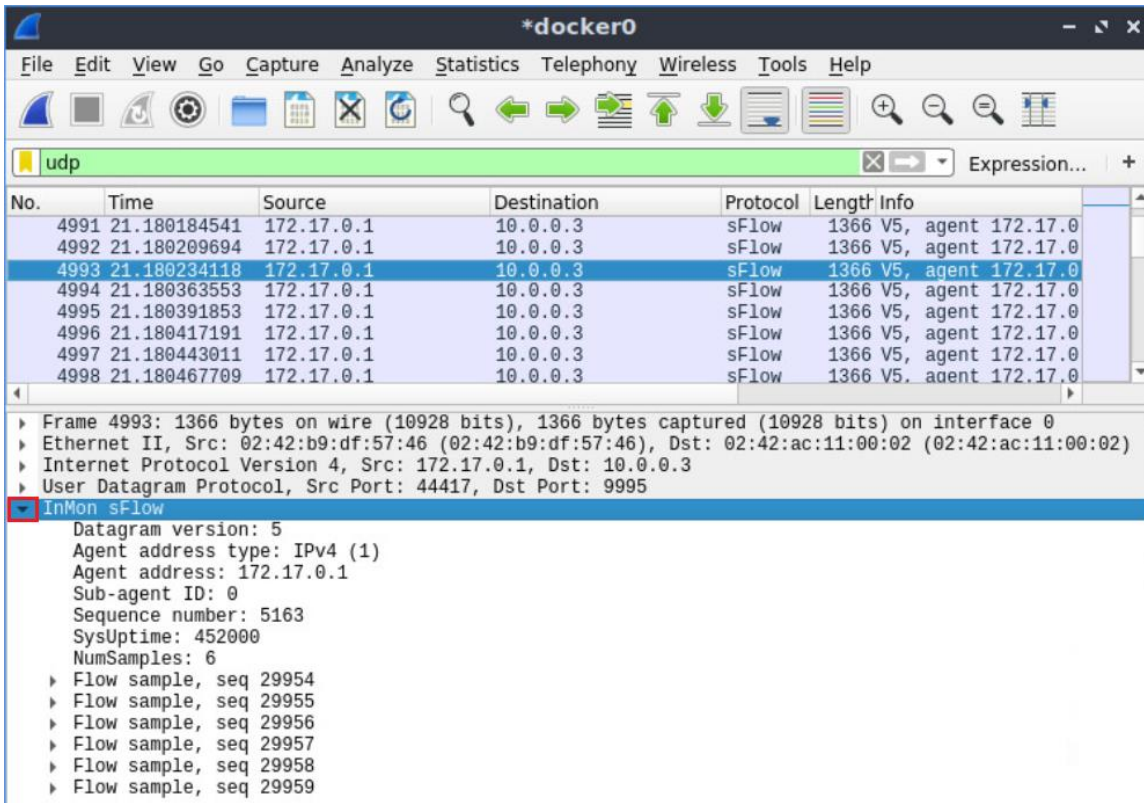 *docker0
File Edit View Go Capture Analyze Statistics Telephony Wireless Tools Help
udp Expression... +
No. Time Source Destination Protocol Length Info
4991 21.180184541 172.17.0.1 10.0.0.3 sFlow 1366 V5, agent 172.17.0
4992 21.180209694 172.17.0.1 10.0.0.3 sFlow 1366 V5, agent 172.17.0
4993 21.180234118 172.17.0.1 10.0.0.3 sFlow 1366 V5, agent 172.17.0
4994 21.180363553 172.17.0.1 10.0.0.3 sFlow 1366 V5, agent 172.17.0
4995 21.180391853 172.17.0.1 10.0.0.3 sFlow 1366 V5, agent 172.17.0
4996 21.180417191 172.17.0.1 10.0.0.3 sFlow 1366 V5, agent 172.17.0
4997 21.180443011 172.17.0.1 10.0.0.3 sFlow 1366 V5, agent 172.17.0
4998 21.180467709 172.17.0.1 10.0.0.3 sFlow 1366 V5, agent 172.17.0
Frame 4993: 1366 bytes on wire (10928 bits), 1366 bytes captured (10928 bits) on interface 0
Ethernet II, Src: 02:42:b9:df:57:46 (02:42:b9:df:57:46), Dst: 02:42:ac:11:00:02 (02:42:ac:11:00:02)
Internet Protocol Version 4, Src: 172.17.0.1, Dst: 10.0.0.3
User Datagram Protocol, Src Port: 44417, Dst Port: 9995
InMon sFlow
Datagram version: 5
Agent address type: IPv4 (1)
Agent address: 172.17.0.1
Sub-agent ID: 0
Sequence number: 5163
SysUptime: 452000
NumSamples: 6
Flow sample, seq 29954
Flow sample, seq 29955
Flow sample, seq 29956
Flow sample, seq 29957
Flow sample, seq 29958
Flow sample, seq 29959